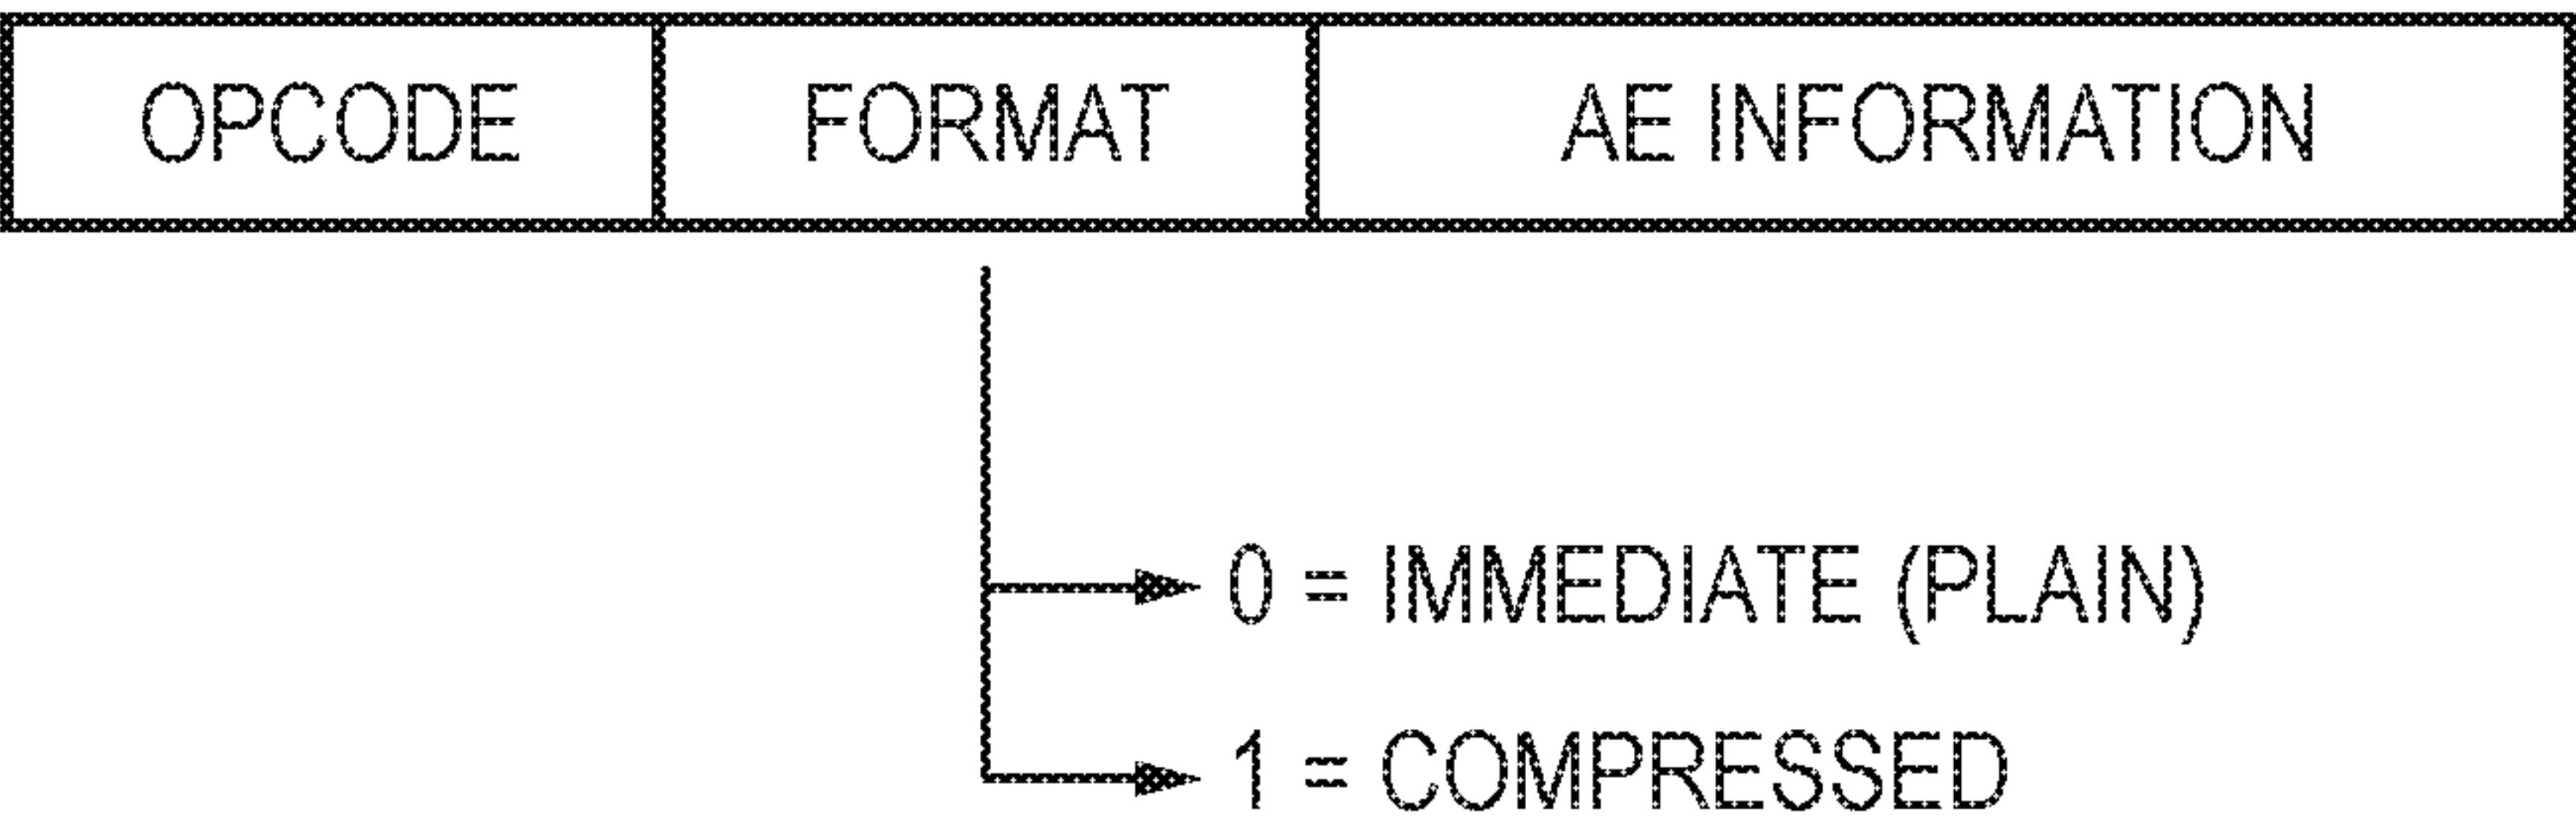 OPCODE FORMAT AE INFORMATION
0 = IMMEDIATE (PLAIN)
1 = COMPRESSED